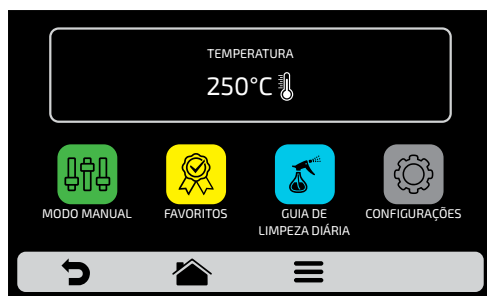 TEMPERATURA
250°C
MODO MANUAL
FAVORITOS
GUIA DE
LIMPEZA DIÁRIA
CONFIGURAÇÕES